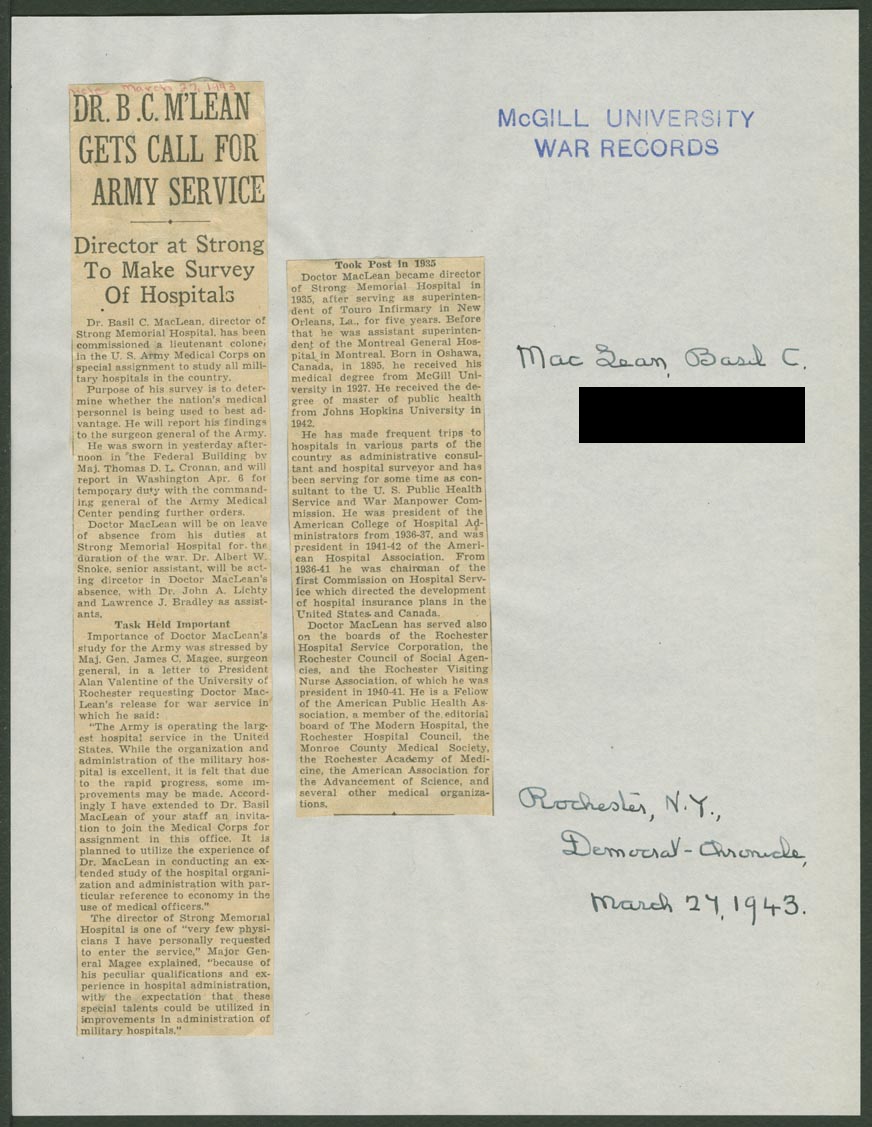 March 27, 1943
DR. B.C. M'LEAN
GETS CALL FOR
ARMY SERVICE
Director at Strong
To Make Survey
Of Hospitals
Dr. Basil C. MacLean, director of
Strong Memorial Hospital, has been
commissioned a lieutenant colonel
in the U. S. Army Medical Corps on
special assignment to study all mili-
tary hospitals in the country.
Purpose of his survey is to deter-
mine whether the nation's medical
personnel is being used to best ad-
vantage. He will report his findings
to the surgeon general of the Army.
He was sworn in yesterday after-
noon in the Federal Building by
Maj. Thomas D. L. Cronan, and will
report in Washington Apr. 6 for
temporary duty with the command-
ing general of the Army Medical
Center pending further orders.
Doctor MacLean will be on leave
of absence from his duties at
Strong Memorial Hospital for the
duration of the war. Dr. Albert W.
Snoke, senior assistant, will be act-
ing director in Doctor MacLean's
absence, with Dr. John A. Lichty
and Lawrence J. Bradley as assist-
ants.
Task Held Important
Importance of Doctor MacLean's
study for the Army was stressed by
Maj. Gen. James C. Magee, surgeon
general, in a letter to President
Alan Valentine of the University of
Rochester requesting Doctor Mac-
Lean's release for war service in
which he said:
"The Army is operating the larg-
est hospital service in the United
States. While the organization and
administration of the military hos-
pital is excellent, it is felt that due
to the rapid progress, some im-
provements may be made. Accord-
ingly I have extended to Dr. Basil
MacLean of your staff an invita-
tion to join the Medical Corps for
assignment in this office. It is
planned to utilize the experience of
Dr. MacLean in conducting an ex-
tended study of the hospital organi-
zation and administration with par-
ticular reference to economy in the
use of medical officers."
The director of Strong Memorial
Hospital is one of "very few physi-
cians I have personally requested
to enter the service," Major Gen-
eral Magee explained, "because of
his peculiar qualifications and ex-
perience in hospital administration,
with the expectation that these
special talents could be utilized in
improvements in administration of
military hospitals."
Took Post in 1935
Doctor MacLean became director
of Strong Memorial Hospital in
1935, after serving as superinten-
dent of Touro Infirmary in New
Orleans, La., for five years. Before
that he was assistant superinten-
dent of the Montreal General Hos-
pital in Montreal. Born in Oshawa,
Canada, in 1895, he received his
medical degree from McGill Uni-
versity in 1927. He received the de-
gree of master of public health
from Johns Hopkins University in
1942.
He has made frequent trips to
hospitals in various parts of the
country as administrative consul-
tant and hospital surveyor and has
been serving for some time as con-
sultant to the U. S. Public Health
Service and War Manpower Com-
mission. He was president of the
American College of Hospital Ad-
ministrators from 1936-37, and was
president in 1941-42 of the Ameri-
can Hospital Association. From
1936-41 he was chairman of the
first Commission on Hospital Serv-
ice which directed the development
of hospital insurance plans in the
United States and Canada.
Doctor MacLean has served also
on the boards of the Rochester
Hospital Service Corporation, the
Rochester Council of Social Agen-
cies, and the Rochester Visiting
Nurse Association, of which he was
president in 1940-41. He is a Fellow
of the American Public Health As-
sociation, a member of the editorial
board of The Modern Hospital, the
Rochester Hospital Council, the
Monroe County Medical Society,
the Rochester Academy of Medi-
cine, the American Association for
the Advancement of Science, and
several other medical organiza-
tions.
McGILL UNIVERSITY
WAR RECORDS
MacLean, Basil C.
Rochester, N.Y.,
Democrat-Chronicle,
March 27, 1943.